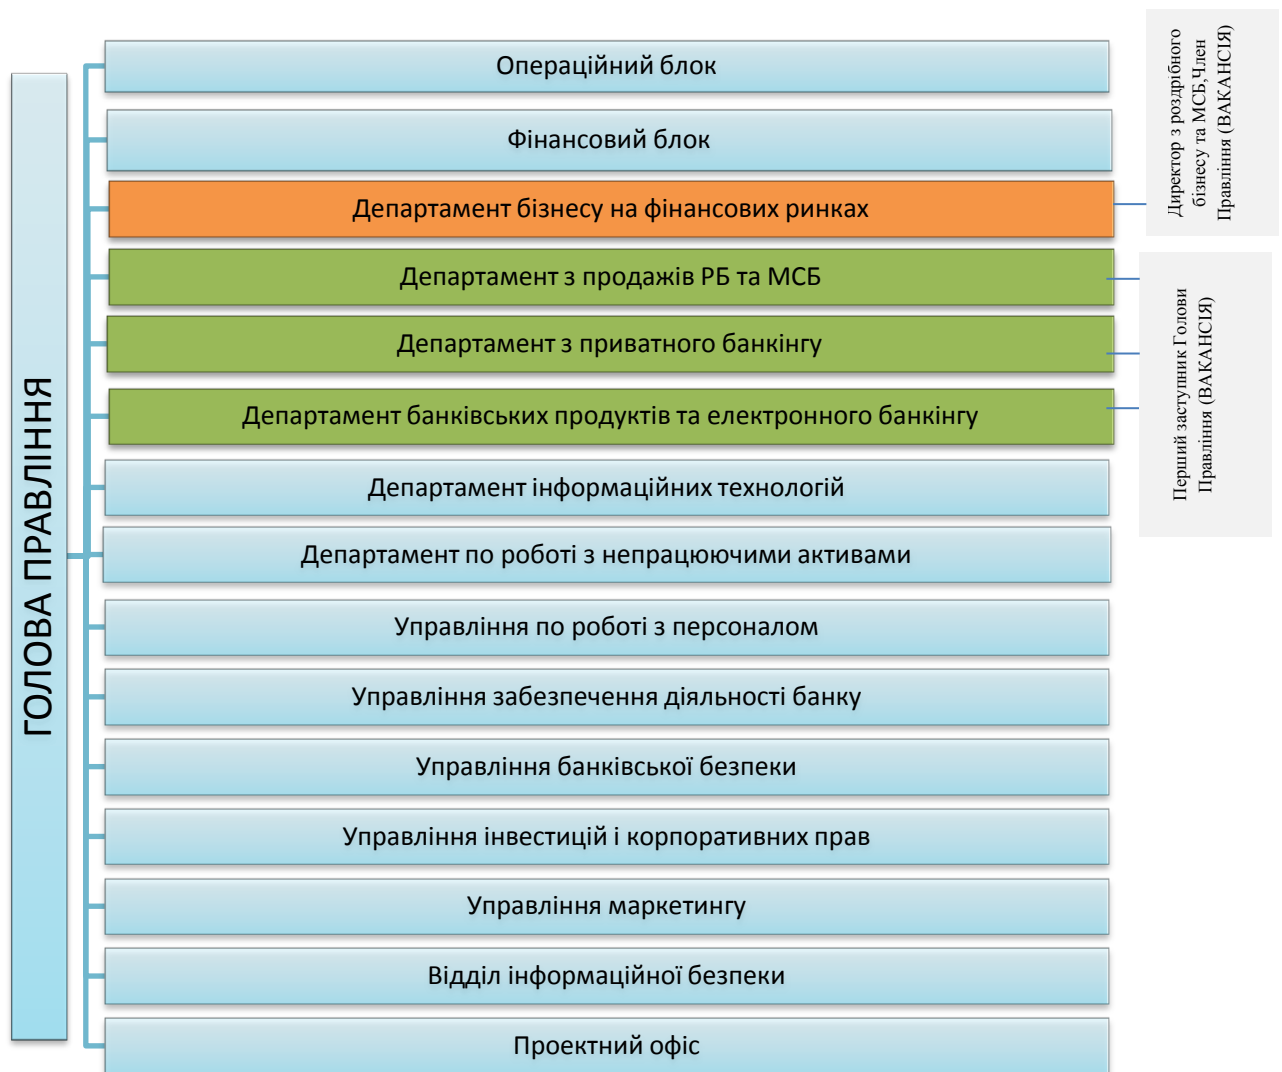 ГОЛОВА ПРАВЛІННЯ
Операційний блок
Фінансовий блок
Департамент бізнесу на фінансових ринках
Департамент з продажів РБ та МСБ
Департамент з приватного банкінгу
Департамент банківських продуктів та електронного банкінгу
Департамент інформаційних технологій
Департамент по роботі з непрацюючими активами
Управління по роботі з персоналом
Управління забезпечення діяльності банку
Управління банківської безпеки
Управління інвестицій і корпоративних прав
Управління маркетингу
Відділ інформаційної безпеки
Проектний офіс
Директор з роздрібного
бізнесу та МСБ,Член
Правління (ВАКАНСІЯ)
Перший заступник Голови
Правління (ВАКАНСІЯ)